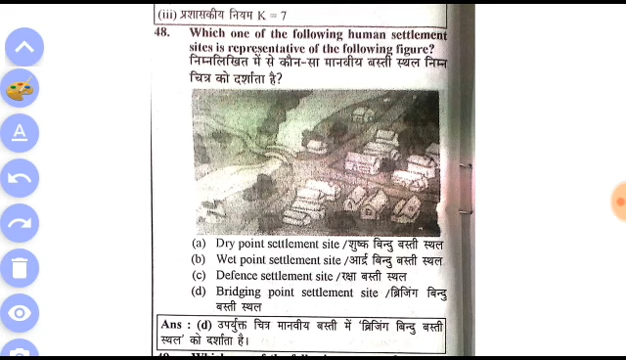 (iii) प्रशासकीय नियम K = 7
48. Which one of the following human settlement
sites is representative of the following figure?
निम्नलिखित में से कौन-सा मानवीय बस्ती स्थल निम्न
चित्र को दर्शाता है?
(a) Dry point settlement site /शुष्क बिन्दु बस्ती स्थल
(b) Wet point settlement site /आर्द्र बिन्दु बस्ती स्थल
(c) Defence settlement site /रक्षा बस्ती स्थल
(d) Bridging point settlement site /ब्रिजिंग बिन्दु
बस्ती स्थल
Ans : (d) उपर्युक्त चित्र मानवीय बस्ती में 'ब्रिजिंग बिन्दु बस्ती
स्थल' को दर्शाता है।
A